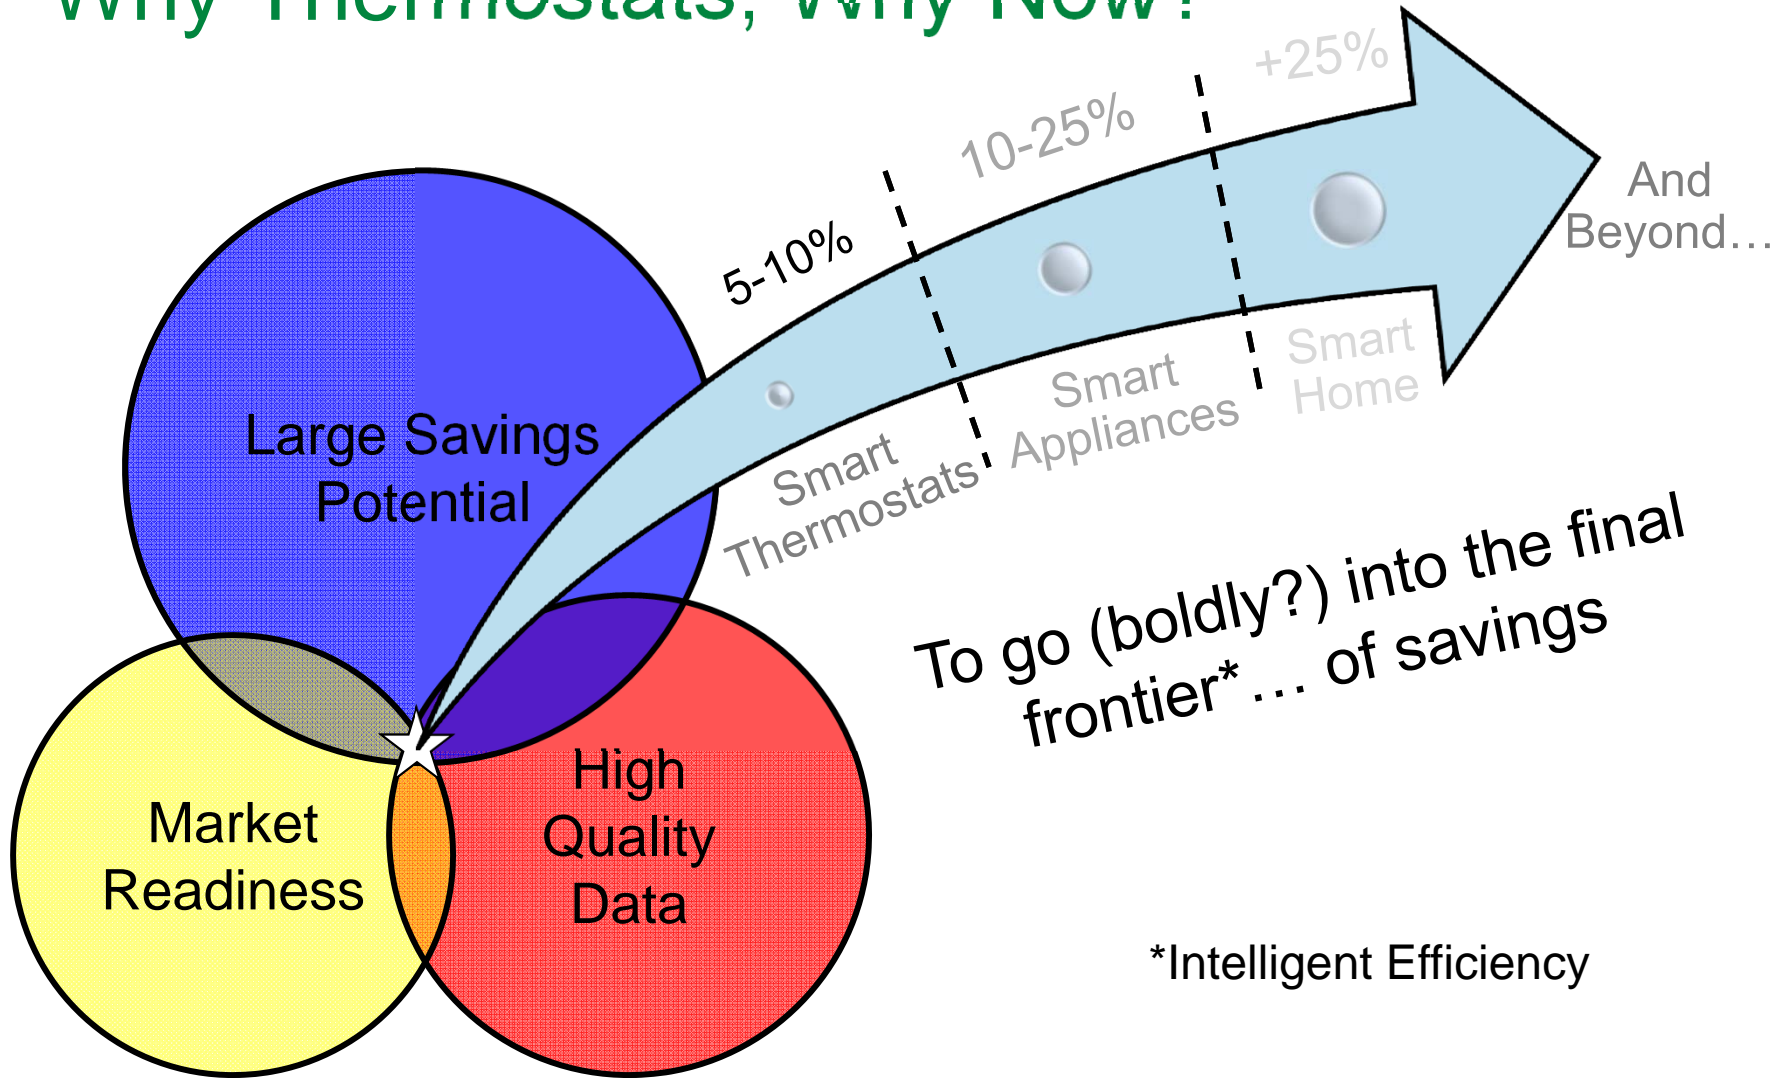 Why Thermostats, Why Now?
+25%
10-25%
5-10%
And
Beyond…
Smart
Home
Smart
Appliances
Smart
Thermostats
Large Savings
Potential
To go (boldly?) into the final
frontier*… of savings
Market
Readiness
High
Quality
Data
*Intelligent Efficiency